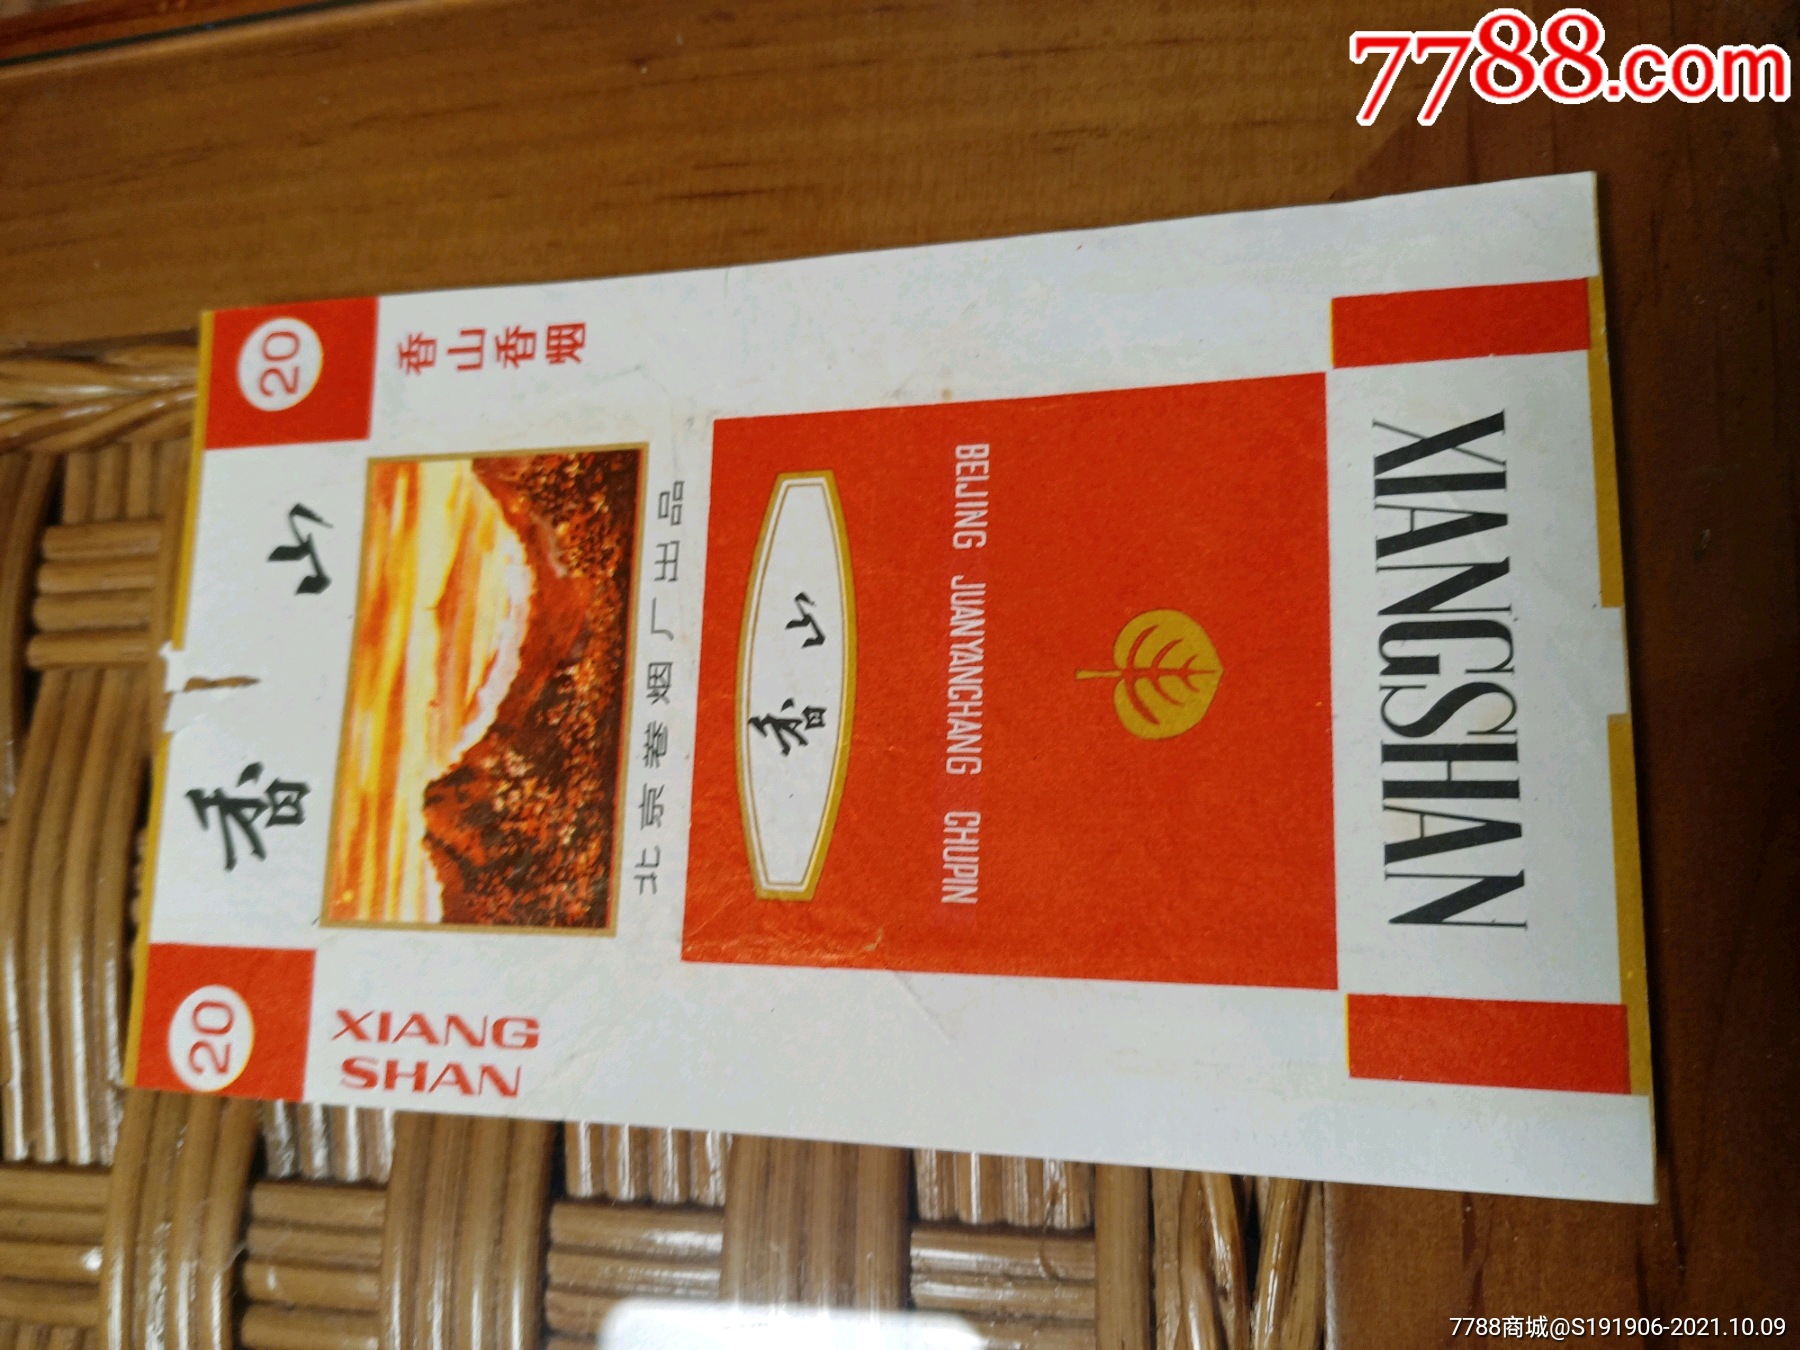 7788.com
20
香山香烟
香山
北京卷烟厂出品
20
XIANG
SHAN
香山
BEIJING JUANYANCHANG CHUPIN
XIANGSHAN
7788商城@S191906-2021.10.09